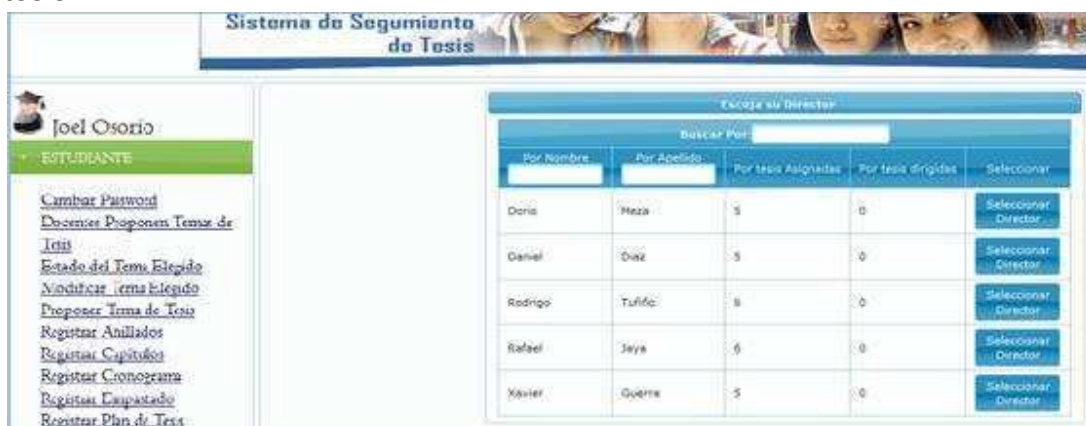 Sistema de Segumiento
de Tesis
Joel Osorio
ESTUDIANTE
Cambiar Password
Docentes Proponen Temas de
Tesis
Estado del Tema Elegido
Modificar Tema Elegido
Proponer Tema de Tesis
Registrar Anillados
Registrar Capitulos
Registrar Cronograma
Registrar Empastado
Registrar Plan de Tesis
Escoja su Director
Buscar Por:
Por Nombre Por Apellido Por tesis Asignadas Por tesis dirigidas Seleccionar
Doris Meza 5 0 Seleccionar
Director
Daniel Diaz 5 0 Seleccionar
Director
Rodrigo 0 Seleccionar
Director
Rafael Jaya 6 0 Seleccionar
Director
Xavier Guerra 5 0 Seleccionar
Director